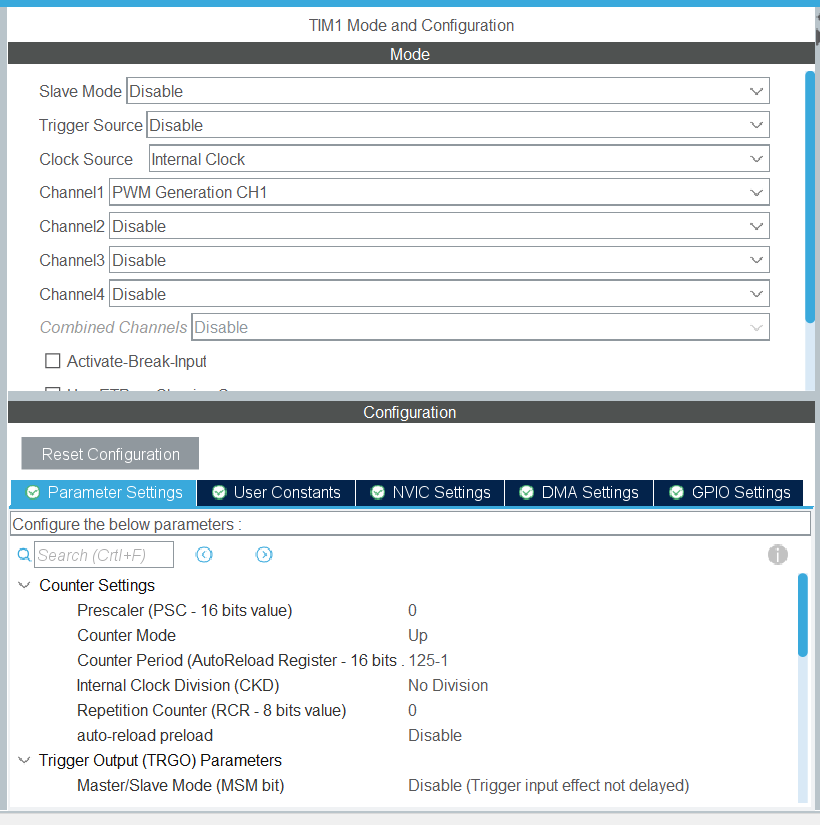 TIM1 Mode and Configuration
Mode
Slave Mode Disable
Trigger Source Disable
Clock Source Internal Clock
Channel1 PWM Generation CH1
Channel2 Disable
Channel3 Disable
Channel4 Disable
Combined Channels Disable
Activate-Break-Input
Configuration
Reset Configuration
Parameter Settings User Constants NVIC Settings DMA Settings GPIO Settings
Configure the below parameters :
Search (Crtl+F)
Counter Settings
Prescaler (PSC - 16 bits value) 0
Counter Mode Up
Counter Period (AutoReload Register - 16 bits . 125-1
Internal Clock Division (CKD) No Division
Repetition Counter (RCR - 8 bits value) 0
auto-reload preload Disable
Trigger Output (TRGO) Parameters
Master/Slave Mode (MSM bit) Disable (Trigger input effect not delayed)